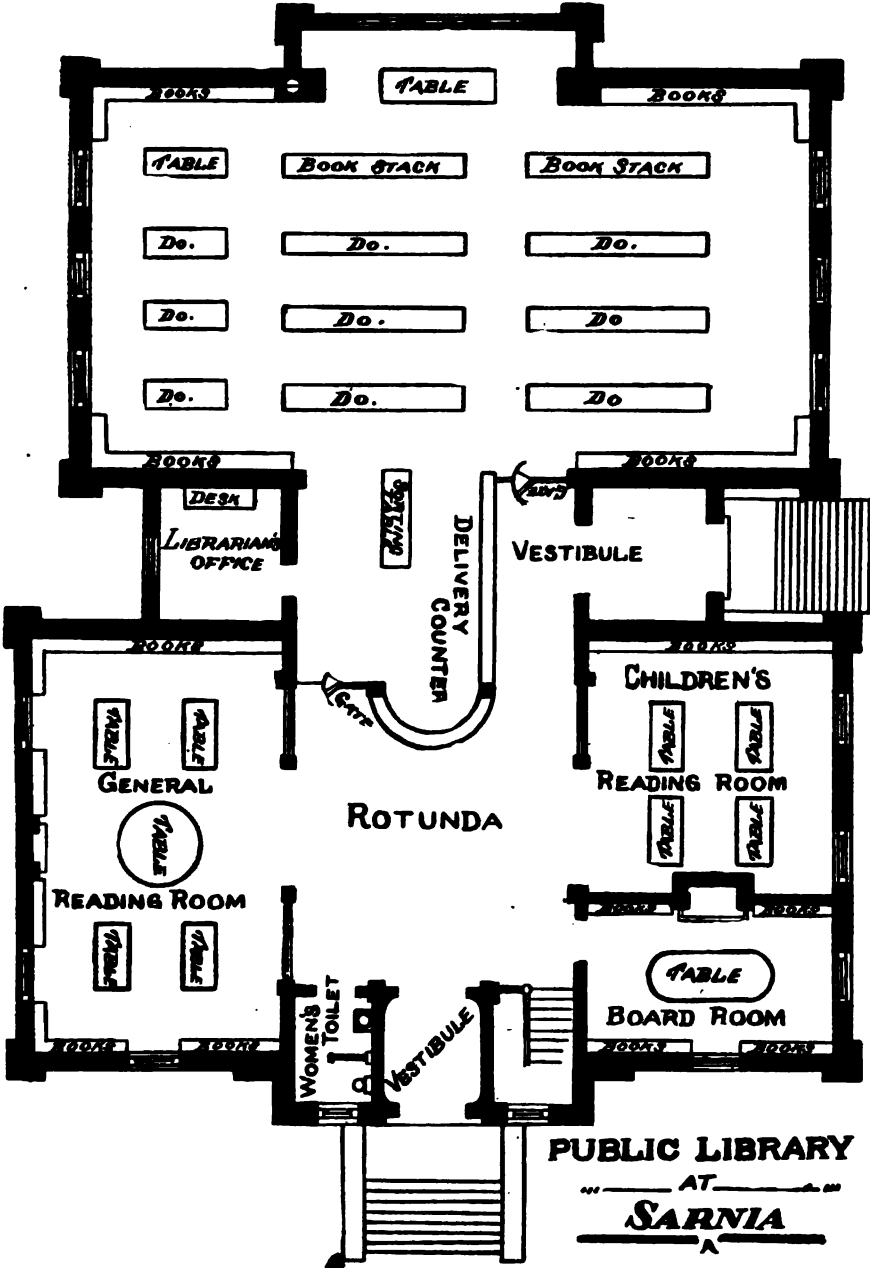 TABLE
BOOKS
BOOKS
TABLE
BOOK STACK
BOOK STACK
Do.
Do.
Do.
Do.
Do.
Do
Do.
Do.
Do
BOOKS
BOOKS
DESK
LIBRARIAN'S
OFFICE
SORTING
TABLE
DELIVERY
COUNTER
GATE
VESTIBULE
BOOKS
BOOKS
GATE
CHILDREN'S
READING ROOM
TABLE
TABLE
TABLE
TABLE
TABLE
TABLE
GENERAL
TABLE
READING ROOM
TABLE
TABLE
ROTUNDA
BOOKS
BOOKS
TABLE
BOARD ROOM
BOOKS
BOOKS
BOOKS
BOOKS
WOMEN'S
TOILET
VESTIBULE
PUBLIC LIBRARY
AT
SARNIA
A